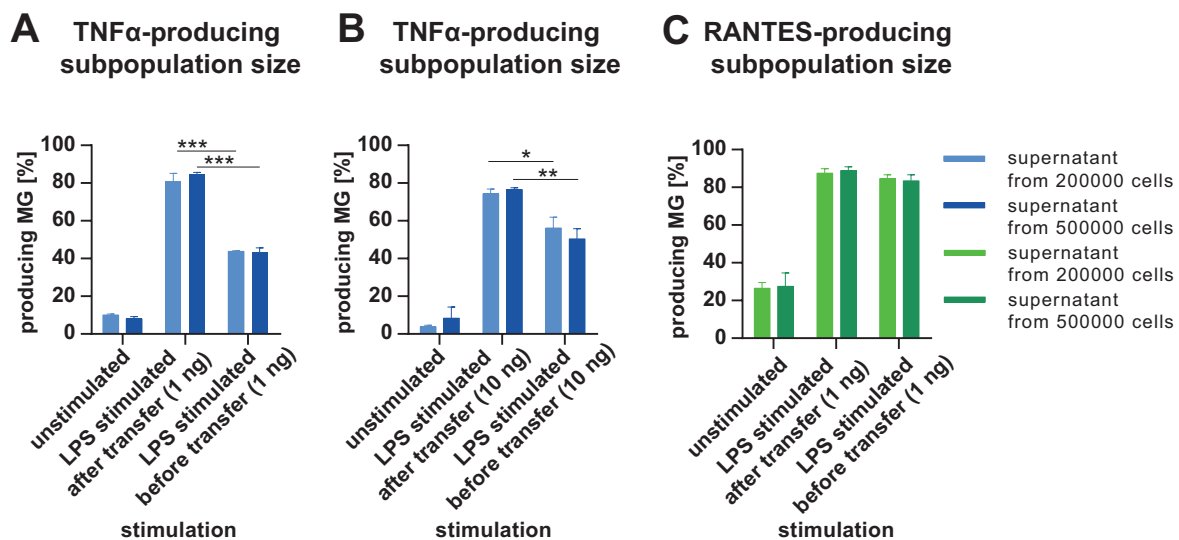 A TNFα-producing
subpopulation size
producing MG [%]
100
80
60
40
20
0
***
***
unstimulated
LPS stimulated
after transfer (1 ng)
LPS stimulated
before transfer (1 ng)
stimulation
B TNFα-producing
subpopulation size
producing MG [%]
100
80
60
40
20
0
*
**
unstimulated
LPS stimulated
after transfer (10 ng)
LPS stimulated
before transfer (10 ng)
stimulation
C RANTES-producing
subpopulation size
producing MG [%]
100
80
60
40
20
0
unstimulated
LPS stimulated
after transfer (1 ng)
LPS stimulated
before transfer (1 ng)
stimulation
supernatant
from 200000 cells
supernatant
from 500000 cells
supernatant
from 200000 cells
supernatant
from 500000 cells